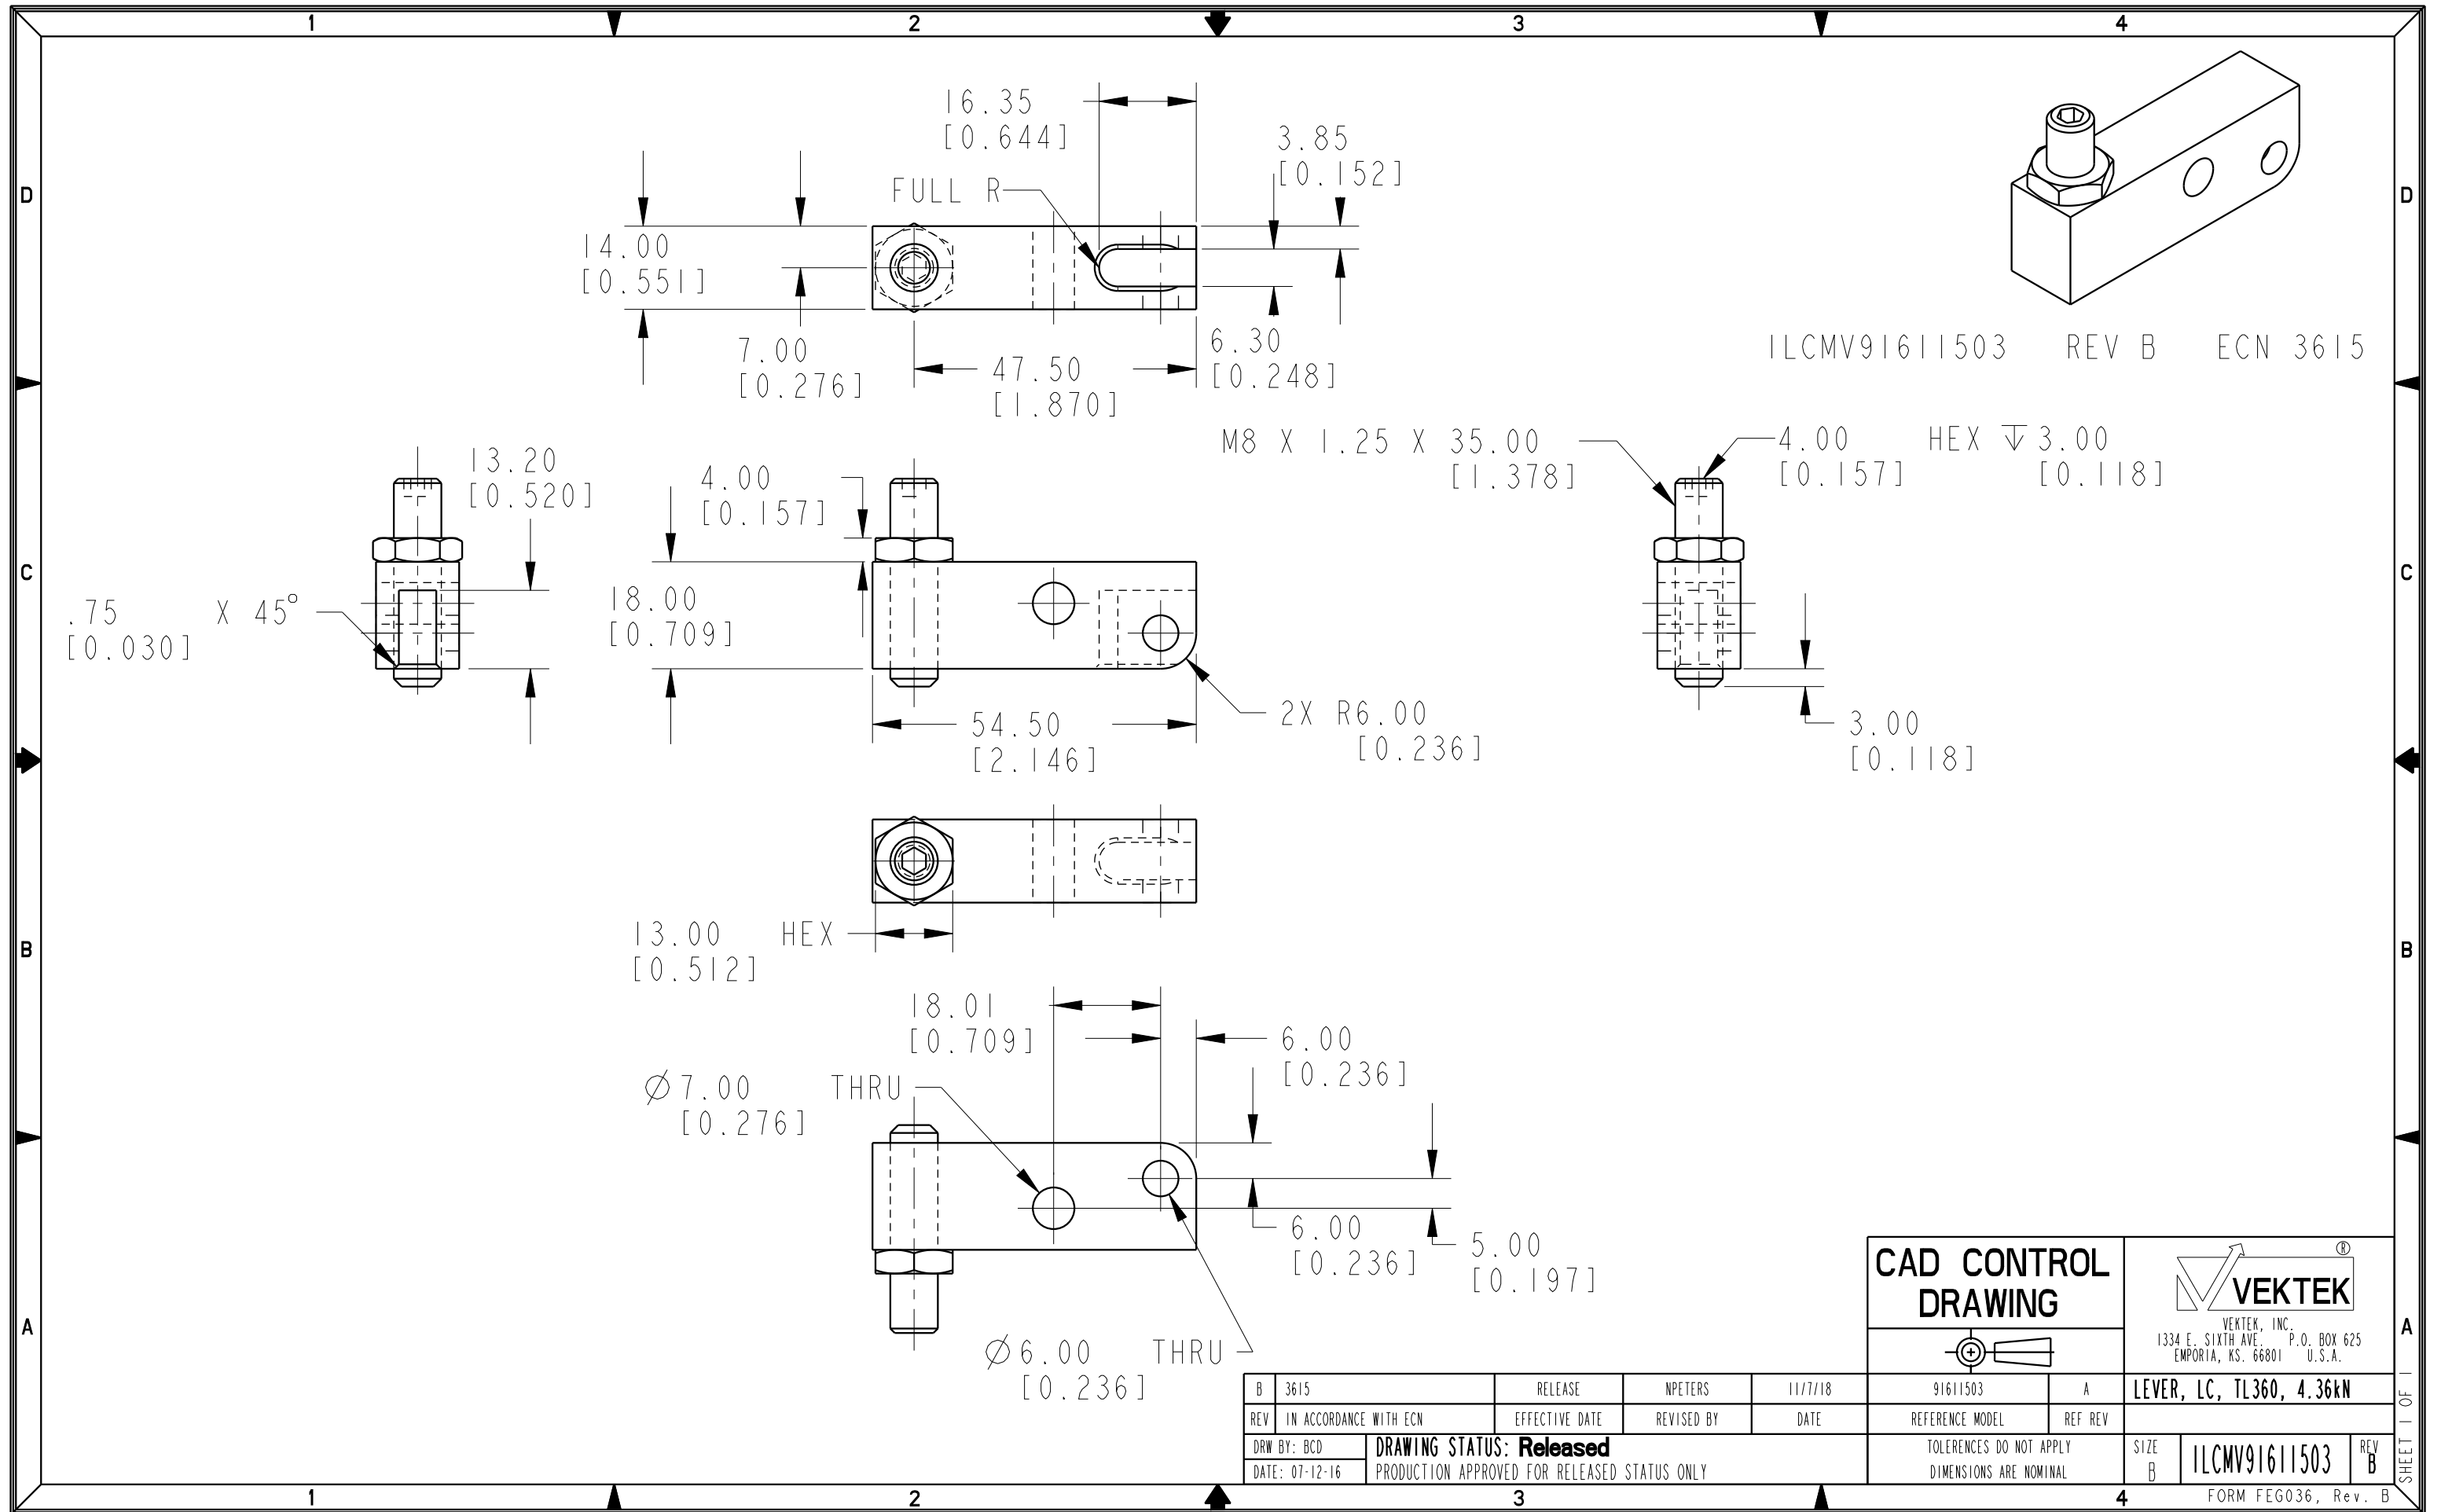 1 2 3 4
D D
16.35
[0.644]
3.85
[0.152]
FULL R
14.00
[0.551]
7.00
[0.276]
47.50
[1.870]
6.30
[0.248]
ILCMV91611503 REV B ECN 3615
M8 X 1.25 X 35.00
[1.378]
4.00 HEX ↧ 3.00
[0.157] [0.118]
13.20
[0.520]
4.00
[0.157]
C C
.75 X 45°
[0.030]
18.00
[0.709]
54.50
[2.146]
2X R6.00
[0.236]
3.00
[0.118]
13.00 HEX
[0.512]
B B
18.01
[0.709]
6.00
[0.236]
Ø7.00 THRU
[0.276]
6.00
[0.236]
5.00
[0.197]
Ø6.00 THRU
[0.236]
A A
CAD CONTROL
DRAWING
®
VEKTEK
VEKTEK, INC.
1334 E. SIXTH AVE. P.O. BOX 625
EMPORIA, KS. 66801 U.S.A.
B 3615 RELEASE NPETERS 11/7/18 91611503 A LEVER, LC, TL360, 4.36kN
REV IN ACCORDANCE WITH ECN EFFECTIVE DATE REVISED BY DATE REFERENCE MODEL REF REV
DRW BY: BCD DRAWING STATUS: Released TOLERENCES DO NOT APPLY SIZE ILCMV91611503 REV
DATE: 07-12-16 PRODUCTION APPROVED FOR RELEASED STATUS ONLY DIMENSIONS ARE NOMINAL B B
SHEET 1 OF 1
1 2 3 4
FORM FEG036, Rev. B